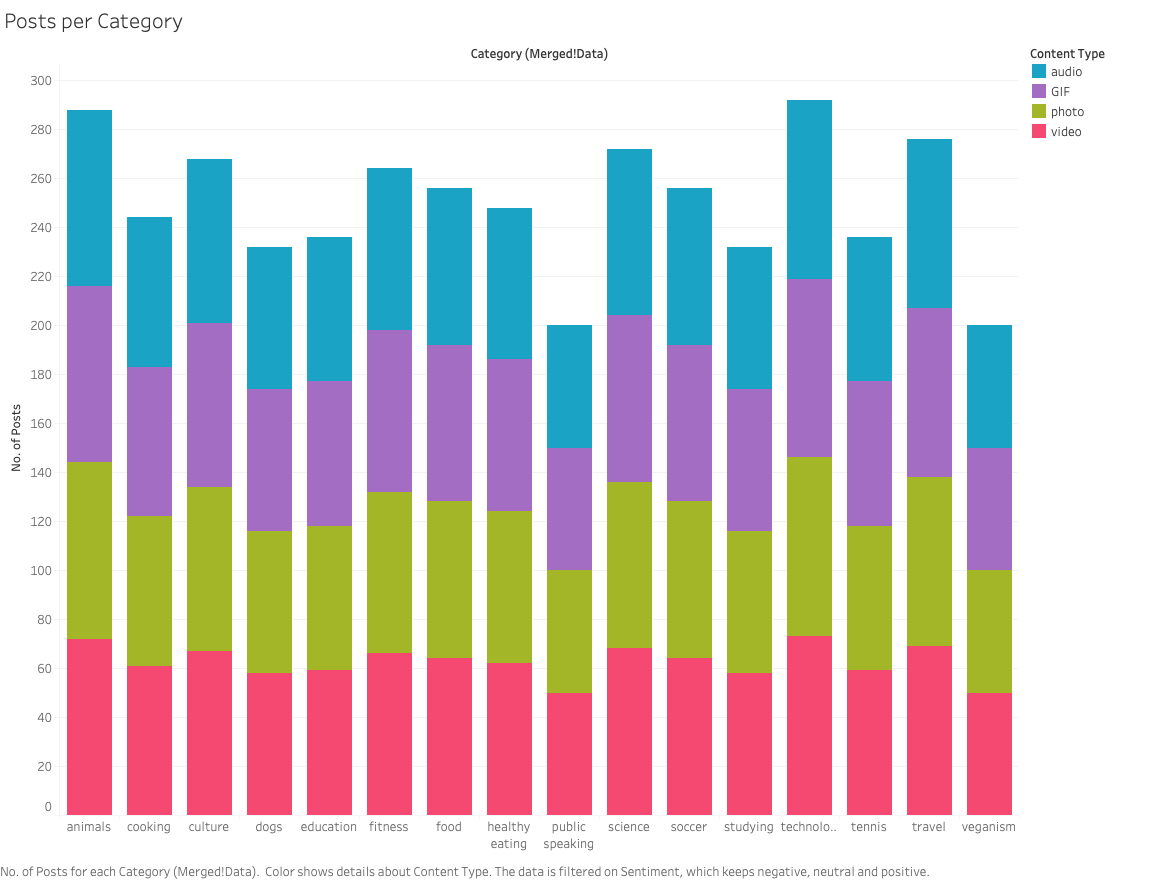 Posts per Category
Category (Merged!Data)
Content Type
audio
GIF
photo
video
No. of Posts
300
280
260
240
220
200
180
160
140
120
100
80
60
40
20
0
animals cooking culture dogs education fitness food healthy eating public speaking science soccer studying technolo.. tennis travel veganism
No. of Posts for each Category (Merged!Data). Color shows details about Content Type. The data is filtered on Sentiment, which keeps negative, neutral and positive.